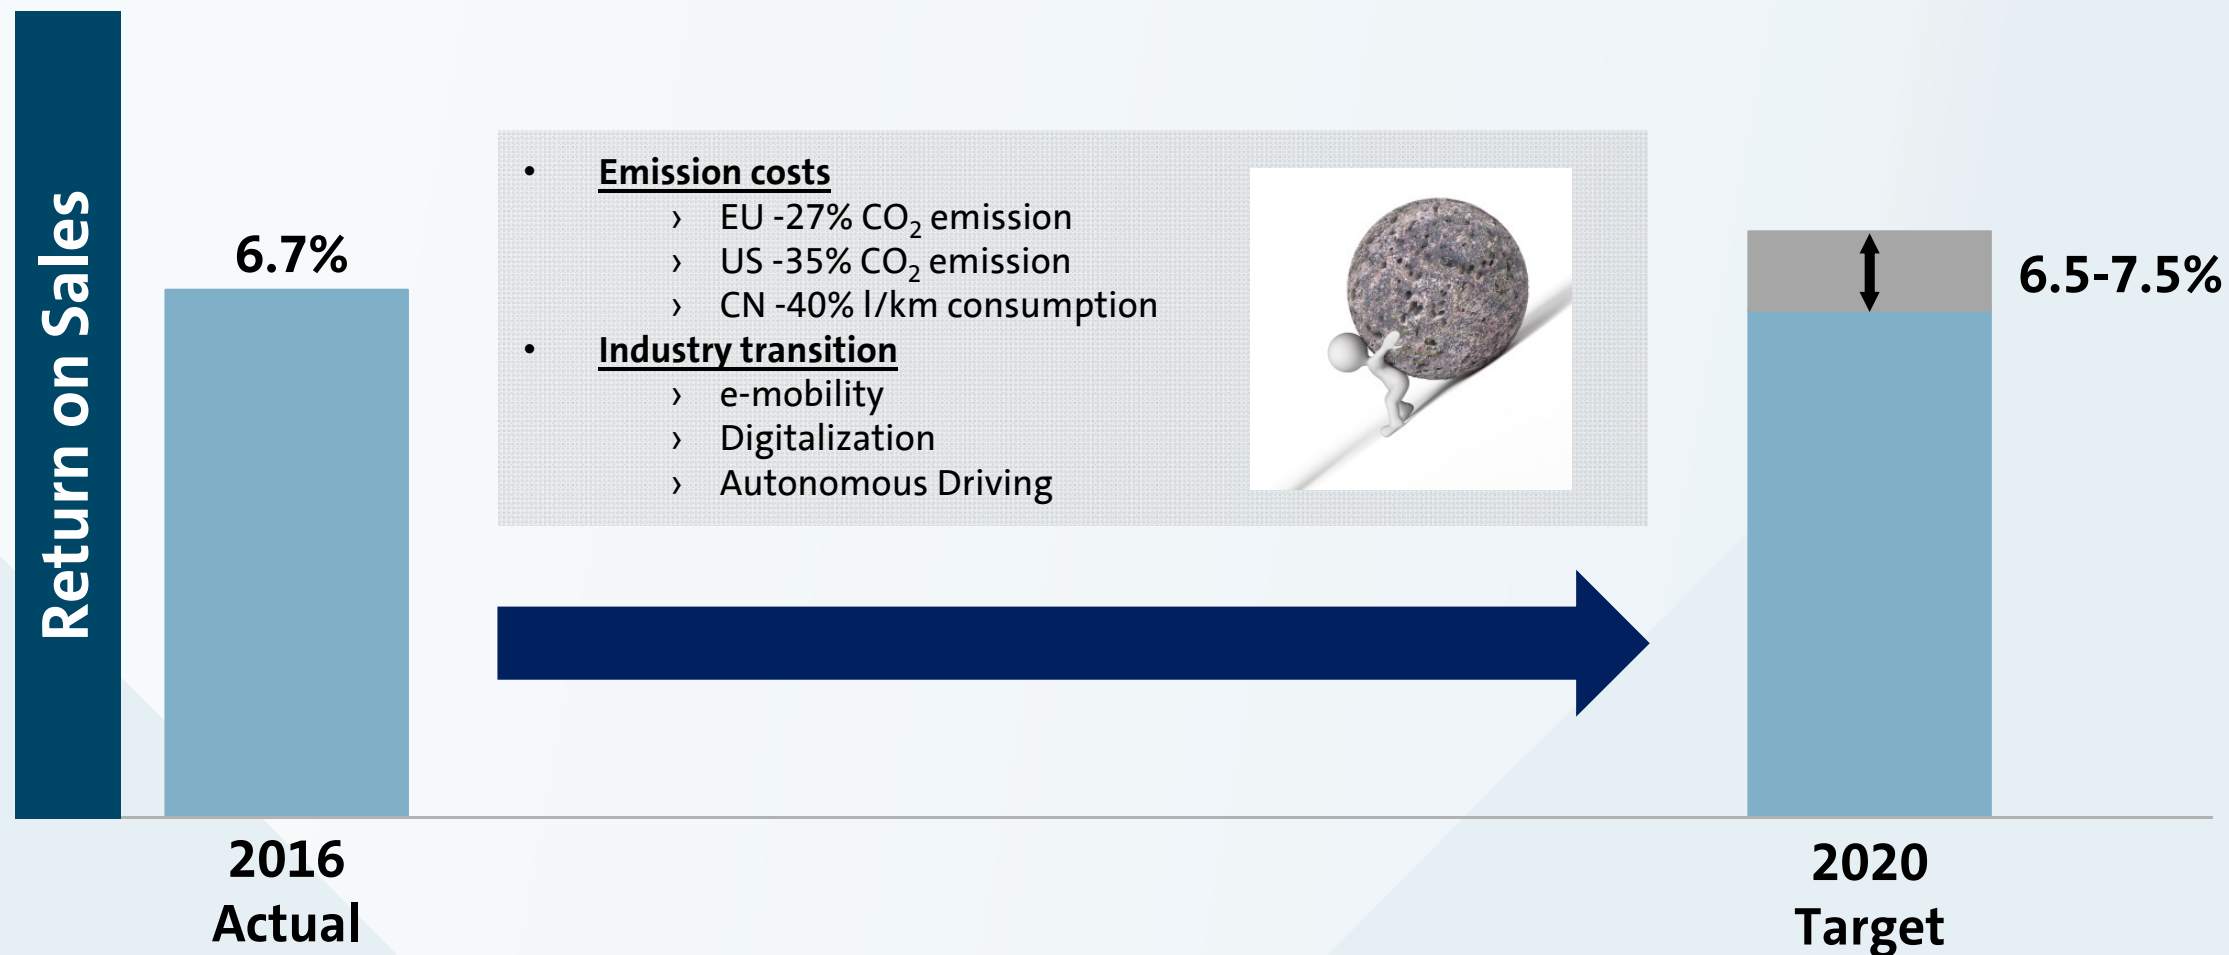 Return on Sales
6.7%
• Emission costs
› EU -27% CO₂ emission
› US -35% CO₂ emission
› CN -40% l/km consumption
• Industry transition
› e-mobility
› Digitalization
› Autonomous Driving
6.5-7.5%
2016
Actual
2020
Target